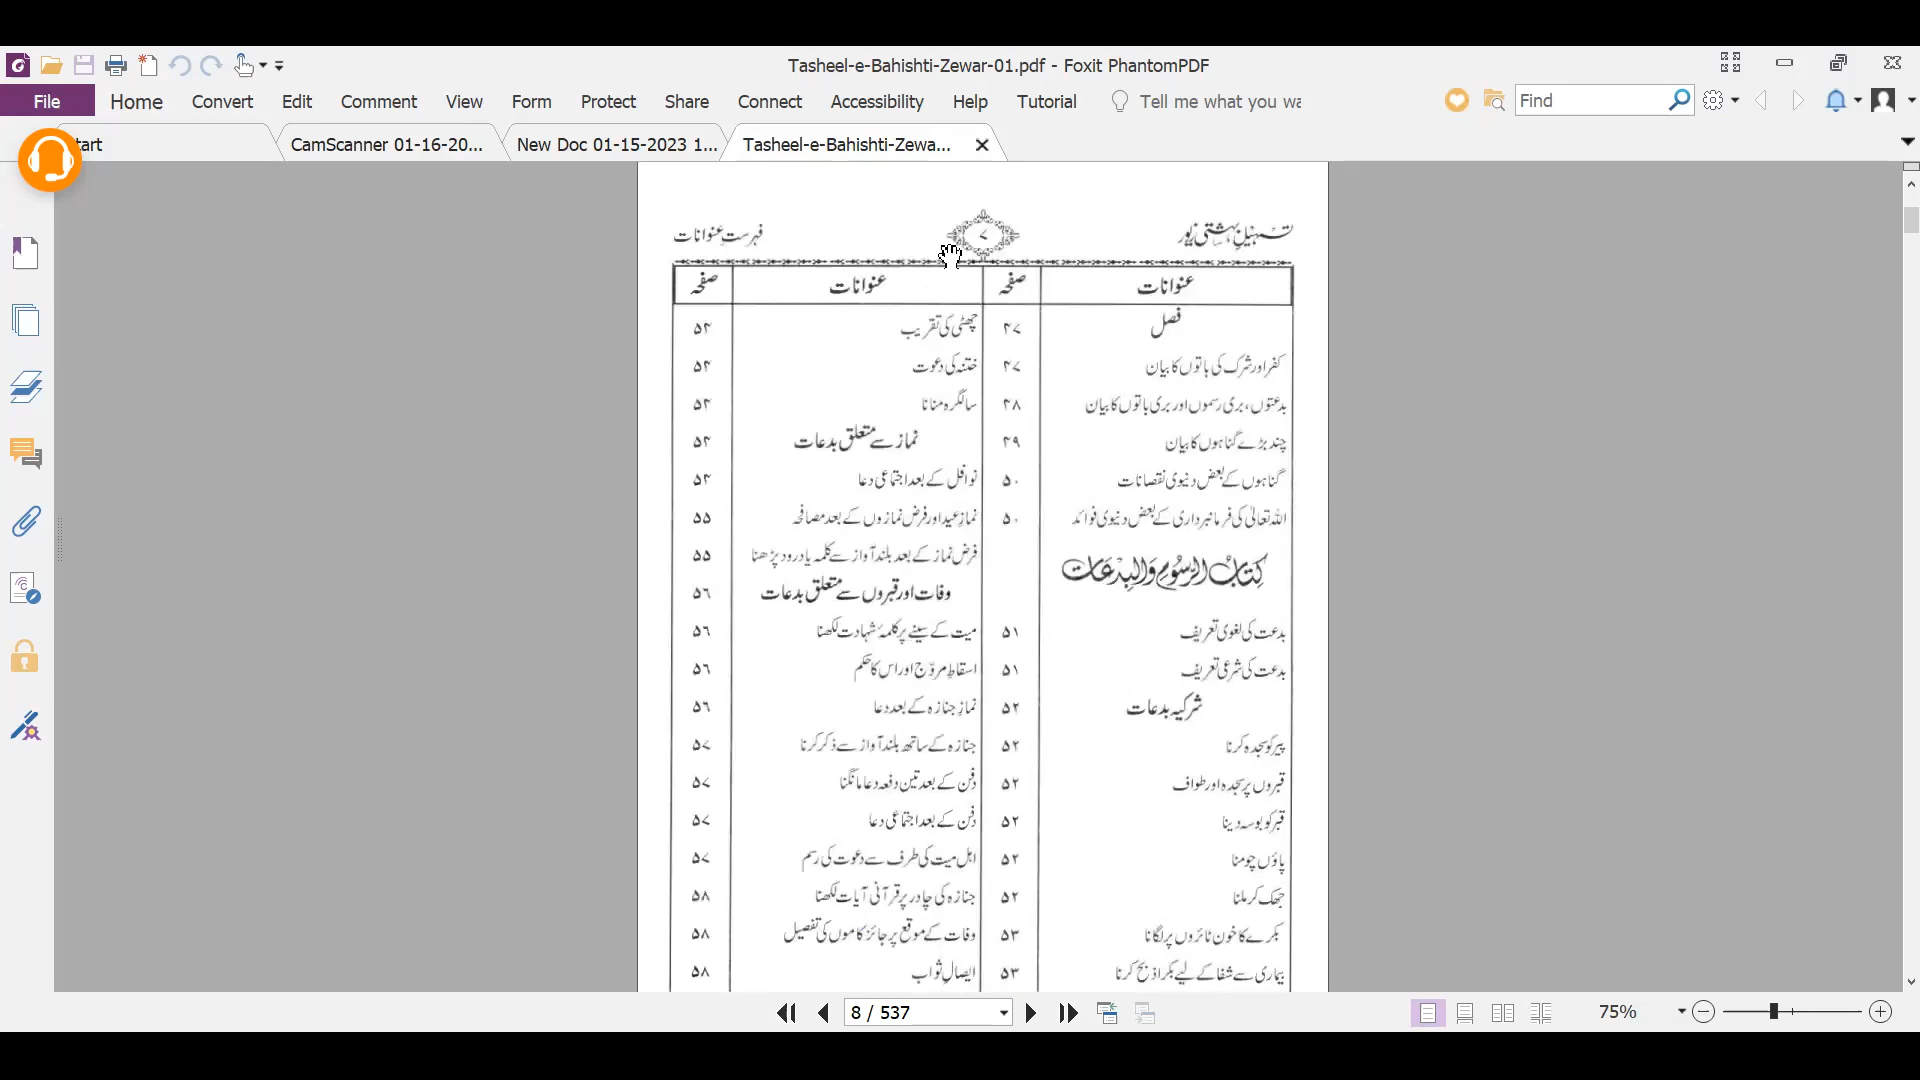 Tasheel-e-Bahishti-Zewar-01.pdf - Foxit PhantomPDF
File Home Convert Edit Comment View Form Protect Share Connect Accessibility Help Tutorial Tell me what you wa Find
tart CamScanner 01-16-20... New Doc 01-15-2023 1... Tasheel-e-Bahishti-Zewa...
تسہیلِ بہشتی زیور ۷ فہرستِ عنوانات
عنوانات صفحہ عنوانات صفحہ
فصل ۴۷
کفر اور شرک کی باتوں کا بیان ۴۷
بدعتوں، بری رسموں اور بری باتوں کا بیان ۴۸
چند بڑے گناہوں کا بیان ۴۹
گناہوں کے بعض دنیوی نقصانات ۵۰
اللہ تعالیٰ کی فرمانبرداری کے بعض دنیوی فوائد ۵۰
کِتَابُ الرُّسُوْمِ وَالْبِدْعَات
بدعت کی لغوی تعریف ۵۱
بدعت کی شرعی تعریف ۵۱
شرکیہ بدعات ۵۲
پیر کو سجدہ کرنا ۵۲
قبروں پر سجدہ اور طواف ۵۲
قبر کو بوسہ دینا ۵۲
پاؤں چومنا ۵۲
جھک کر ملنا ۵۲
بکرے کا خون ٹائروں پر لگانا ۵۳
بیماری سے شفا کے لیے بکرا ذبح کرنا ۵۳
چھٹی کی تقریب ۵۴
ختنہ کی دعوت ۵۴
سالگرہ منانا ۵۴
نماز سے متعلق بدعات ۵۴
نوافل کے بعد اجتماعی دعا ۵۴
نمازِ عید اور فرض نمازوں کے بعد مصافحہ ۵۵
فرض نماز کے بعد بلند آواز سے کلمہ یا درود پڑھنا ۵۵
وفات اور قبروں سے متعلق بدعات ۵۶
میت کے سینے پر کلمۂ شہادت لکھنا ۵۶
اسقاطِ مروّج اور اس کا حکم ۵۶
نمازِ جنازہ کے بعد دعا ۵۶
جنازہ کے ساتھ بلند آواز سے ذکر کرنا ۵۷
دفن کے بعد تین دفعہ دعا مانگنا ۵۷
دفن کے بعد اجتماعی دعا ۵۷
اہل میت کی طرف سے دعوت کی رسم ۵۷
جنازہ کی چادر پر قرآنی آیات لکھنا ۵۸
وفات کے موقع پر جائز کاموں کی تفصیل ۵۸
ایصالِ ثواب ۵۸
8 / 537 75%